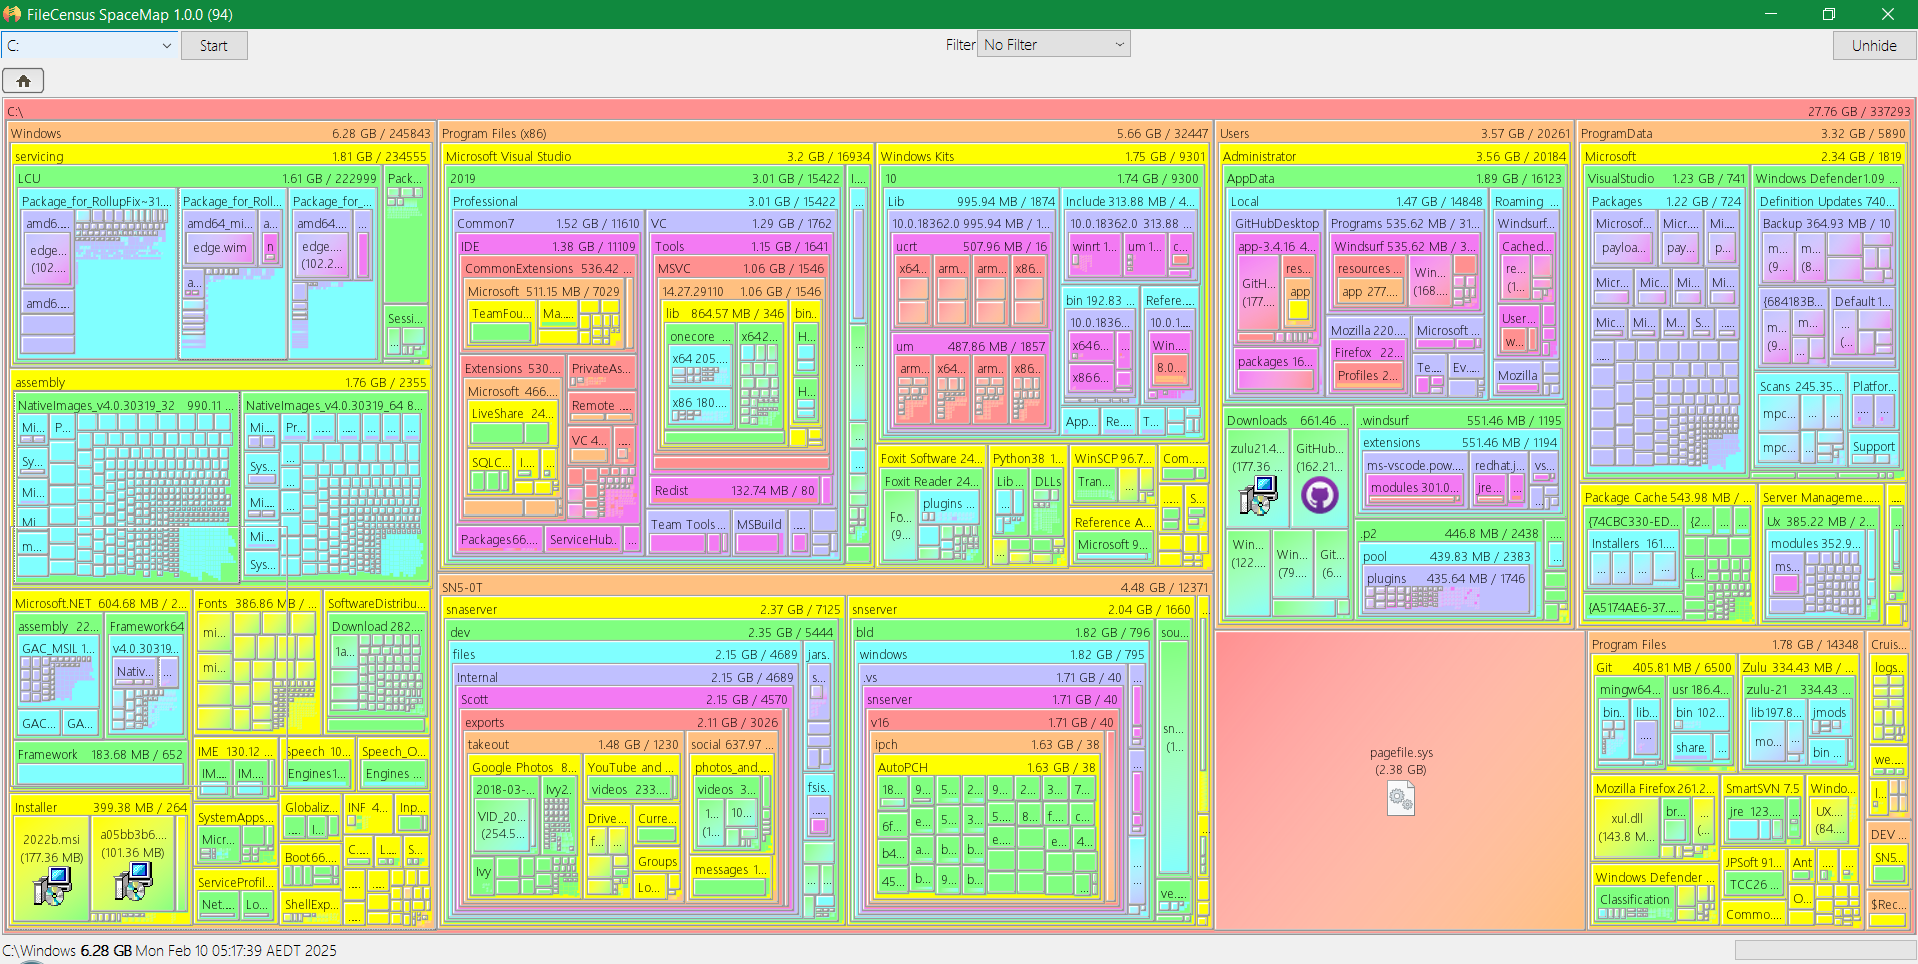 FileCensus SpaceMap 1.0.0 (94)
C:
Start
Filter
No Filter
Unhide
C:\
27.76 GB / 337293
Windows
6.28 GB / 245843
Program Files (x86)
5.66 GB / 32447
Users
3.57 GB / 20261
ProgramData
3.32 GB / 5890
servicing
1.81 GB / 234555
Microsoft Visual Studio
3.2 GB / 16934
Windows Kits
1.75 GB / 9301
Administrator
3.56 GB / 20184
Microsoft
2.34 GB / 1819
LCU
1.61 GB / 222999
Pack...
2019
3.01 GB / 15422
10
1.74 GB / 9300
AppData
1.89 GB / 16123
VisualStudio
1.23 GB / 741
Windows Defender1.09 ...
Package_for_RollupFix~31....
Package_for_Roll...
Package_for_...
Professional
3.01 GB / 15422
Lib
995.94 MB / 1874
Include 313.88 MB / 4...
Local
1.47 GB / 14848
Roaming ...
Packages
1.22 GB / 724
Definition Updates 740...
amd6...
amd64_mi...
a...
amd64...
Common7
1.52 GB / 11610
VC
1.29 GB / 1762
10.0.18362.0 995.94 MB / 1...
10.0.18362.0 313.88 ...
GitHubDesktop
Programs 535.62 MB / 3...
Windsurf...
Microsof...
Micr...
Mi...
Backup 364.93 MB / 10
edge...
(102....
edge.wim
n
edge....
(102.2...
IDE
1.38 GB / 11109
Tools
1.15 GB / 1641
ucrt
507.96 MB / 16
winrt 1...
um 1...
c...
app-3.4.16 4...
Windsurf 535.62 MB / 31...
Cached...
payloa...
pay...
p...
m...
(9...
m...
(8...
CommonExtensions 536.42 ...
MSVC
1.06 GB / 1546
x64...
arm...
arm...
x86...
GitH...
(177....
res...
app
resources ...
app 277....
Win...
(168....
re...
(1...
Micr...
Mic...
Mi...
Mi...
amd6...
a...
Microsoft 511.15 MB / 7029
14.27.29110
1.06 GB / 1546
bin 192.83 ...
Refere...
{684183B...
Default 1...
Sessi...
TeamFou...
Ma...
lib
864.57 MB / 346
bin...
10.0.1836...
10.0.1....
Mozilla 220....
Microsoft ...
User...
Mic...
Mi...
M...
S...
m...
(9...
m...
(...
onecore ...
x642...
H...
um
487.86 MB / 1857
x646...
Win...
Firefox 22...
w...
x64 205....
packages 16...
Te...
Ev...
Extensions 530....
PrivateAs...
arm...
x64...
arm...
x86...
x866...
8.0...
Profiles 2...
Mozilla
assembly
1.76 GB / 2355
Microsoft 466....
H...
Scans 245.35...
Platfor...
NativeImages_v4.0.30319_32
990.11 ...
NativeImages_v4.0.30319_64 8...
LiveShare 24...
Remote ....
x86 180....
App...
Re...
T...
Downloads
661.46 ...
.windsurf
551.46 MB / 1195
mpc...
Mi...
P...
Mi...
Pr...
VC 4...
extensions
551.46 MB / 1194
mpc...
Support
Sy...
Sys...
SQLC...
I...
Foxit Software 24...
Python38 1...
WinSCP 96.7...
Com...
zulu21.4...
(177.36 ...
GitHub...
(162.21...
ms-vscode.pow...
redhat.j...
vs...
Mi...
Mi...
Redist
132.74 MB / 80
Foxit Reader 24...
Lib ...
DLLs
Tran...
modules 301.0...
jre...
Package Cache 543.98 MB / ...
Server Manageme....
plugins ...
S...
Mi
Team Tools ...
MSBuild
Fo...
(9...
Reference A...
{74CBC330-ED...
{2...
Ux
385.22 MB / 2...
m...
Mi...
Packages66....
ServiceHub...
Microsoft 9...
Win...
(122....
Win...
(79....
Git...
(6...
.p2
446.8 MB / 2438
Installers
161...
modules 352.9...
Sys...
pool
439.83 MB / 2383
ms...
SN5-0T
4.48 GB / 12371
plugins
435.64 MB / 1746
{...
Microsoft.NET
604.68 MB / 2...
Fonts
386.86 M...
SoftwareDistribu...
snaserver
2.37 GB / 7125
snserver
2.04 GB / 1660
{A5174AE6-37....
assembly
22...
Framework64
mi...
Download 282...
dev
2.35 GB / 5444
bld
1.82 GB / 796
sou...
Program Files
1.78 GB / 14348
Cruis...
GAC_MSIL 1...
v4.0.30319...
1a...
files
2.15 GB / 4689
jars.
windows
1.82 GB / 795
Git
405.81 MB / 6500
Zulu 334.43 MB / ...
logs...
Nativ...
mi...
Internal
2.15 GB / 4689
s...
.vs
1.71 GB / 40
mingw64...
usr 186.4...
zulu-21
334.43 ...
Scott
2.15 GB / 4570
snserver
1.71 GB / 40
GAC...
GA...
exports
2.11 GB / 3026
v16
1.71 GB / 40
sn...
(1...
bin...
lib...
bin 102...
lib197.8...
jmods
Framework
183.68 MB / 652
IME
130.12 ...
Speech 10...
Speech_O...
takeout
1.48 GB / 1230
social 637.97 ...
ipch
1.63 GB / 38
pagefile.sys
(2.38 GB)
share.
mo...
bin ...
IM...
IM...
Engines1...
Engines ...
Google Photos
8...
YouTube and ...
photos_and...
AutoPCH
1.63 GB / 38
we...
2018-03-...
Ivy2...
videos
233....
videos
3...
fsis...
18...
9...
5...
2...
9...
2...
3...
7...
Mozilla Firefox 261.2...
SmartSVN 7.5
Windo...
I...
Installer
399.38 MB / 264
Globaliz...
INF
4...
Inp...
VID_20...
(254.5...
Drive...
Curre...
1...
(1...
10...
6f...
e...
5...
3...
5...
8...
f...
c...
xul.dll
(143.8 M...
br...
(...
jre
123....
UX...
(84....
SystemApps...
I...
2022b.msi
(177.36 MB)
a05bb3b6...
(101.36 MB)
Micr...
Boot66....
C...
L...
S...
f...
Groups
b4...
a...
b...
b...
e...
e...
4...
DEV ...
ServiceProfil...
Ivy
Lo...
messages 1...
45...
b...
9...
b...
ve...
Windows Defender ...
JPSoft 91...
Ant
SN5...
Net...
Lo...
ShellExp...
Classification
TCC26 ...
O...
Commo....
$Rec...
C:\Windows 6.28 GB Mon Feb 10 05:17:39 AEDT 2025